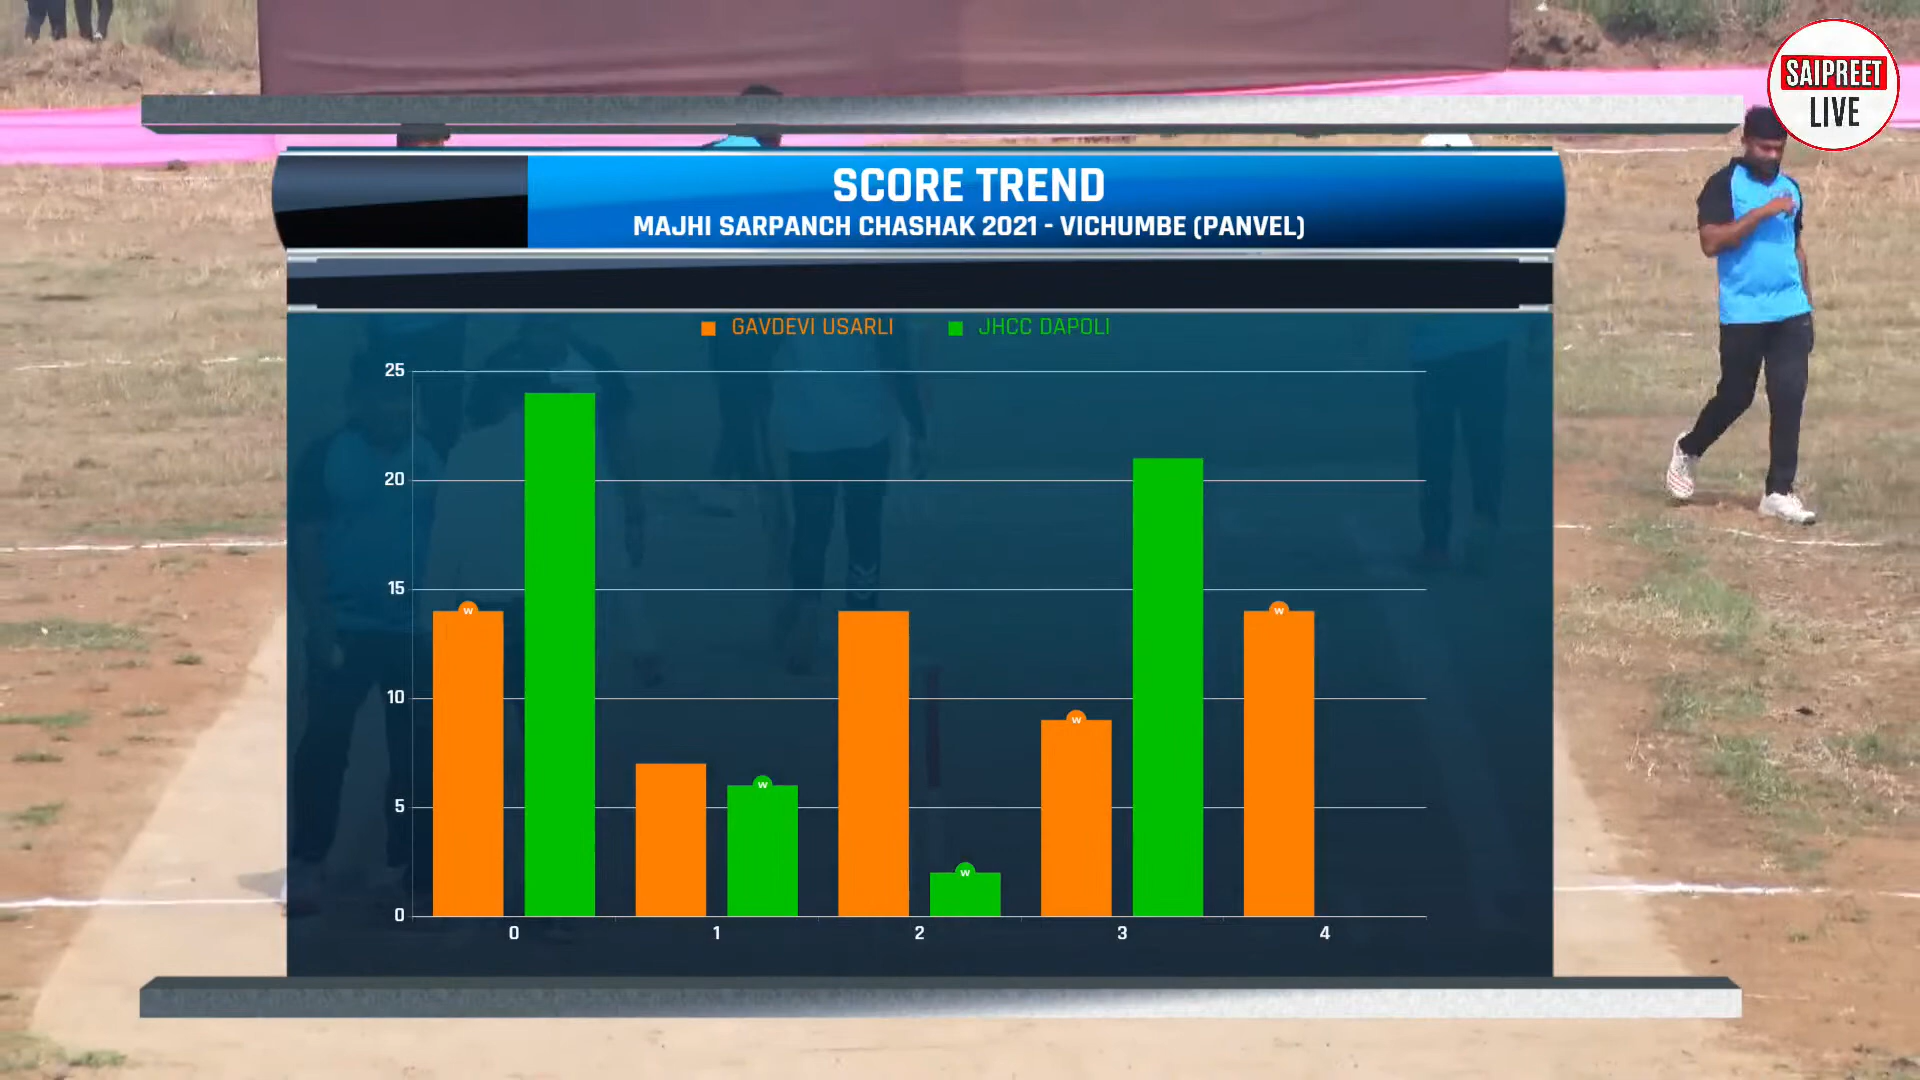 SAIPREET
LIVE
SCORE TREND
MAJHI SARPANCH CHASHAK 2021 - VICHUMBE (PANVEL)
GAVDEVI USARLI
JHCC DAPOLI
25
20
15
10
5
0
W
W
W
W
W
0
1
2
3
4